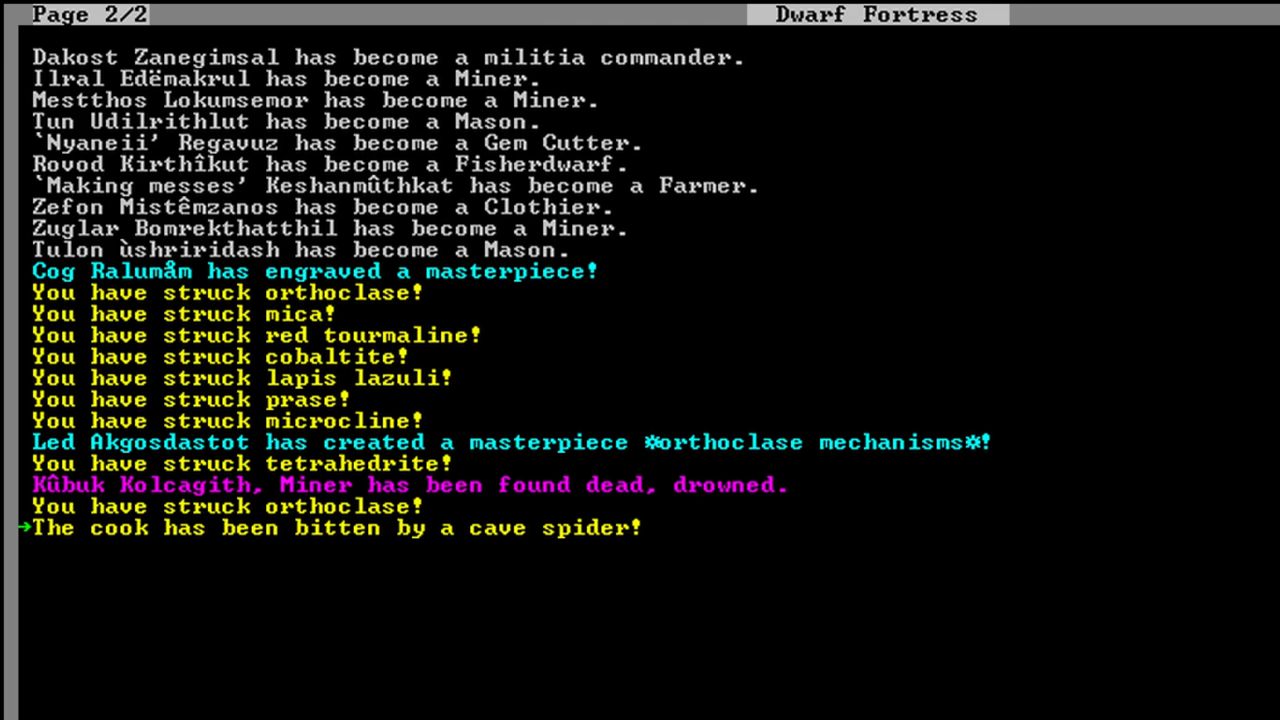 Page 2/2
Dwarf Fortress
Dakost Zanegimsal has become a militia commander.
Ilral Edëmakrul has become a Miner.
Mestthos Lokumsemor has become a Miner.
Tun Udilrithlut has become a Mason.
`Nyaneii' Regavuz has become a Gem Cutter.
Rovod Kirthîkut has become a Fisherdwarf.
`Making messes' Keshanmûthkat has become a Farmer.
Zefon Mistêmzanos has become a Clothier.
Zuglar Bomrekthatthil has become a Miner.
Tulon ùshriridash has become a Mason.
Cog Ralumåm has engraved a masterpiece!
You have struck orthoclase!
You have struck mica!
You have struck red tourmaline!
You have struck cobaltite!
You have struck lapis lazuli!
You have struck prase!
You have struck microcline!
Led Akgosdastot has created a masterpiece ☼orthoclase mechanisms☼!
You have struck tetrahedrite!
Kûbuk Kolcagith, Miner has been found dead, drowned.
You have struck orthoclase!
→The cook has been bitten by a cave spider!